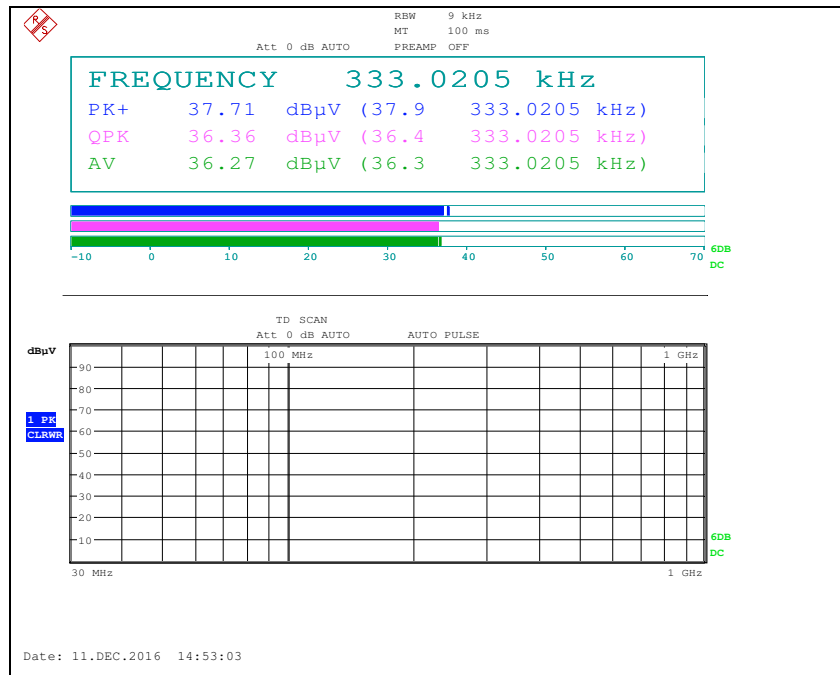 R S
RBW 9 kHz
MT 100 ms
Att 0 dB AUTO PREAMP OFF
FREQUENCY 333.0205 kHz
PK+ 37.71 dBµV (37.9 333.0205 kHz)
QPK 36.36 dBµV (36.4 333.0205 kHz)
AV 36.27 dBµV (36.3 333.0205 kHz)
-10 0 10 20 30 40 50 60 70
6DB
DC
TD SCAN
Att 0 dB AUTO AUTO PULSE
dBµV
100 MHz 1 GHz
90
80
70
1 PK
CLRWR
60
50
40
30
20
10
6DB
DC
30 MHz 1 GHz
Date: 11.DEC.2016 14:53:03